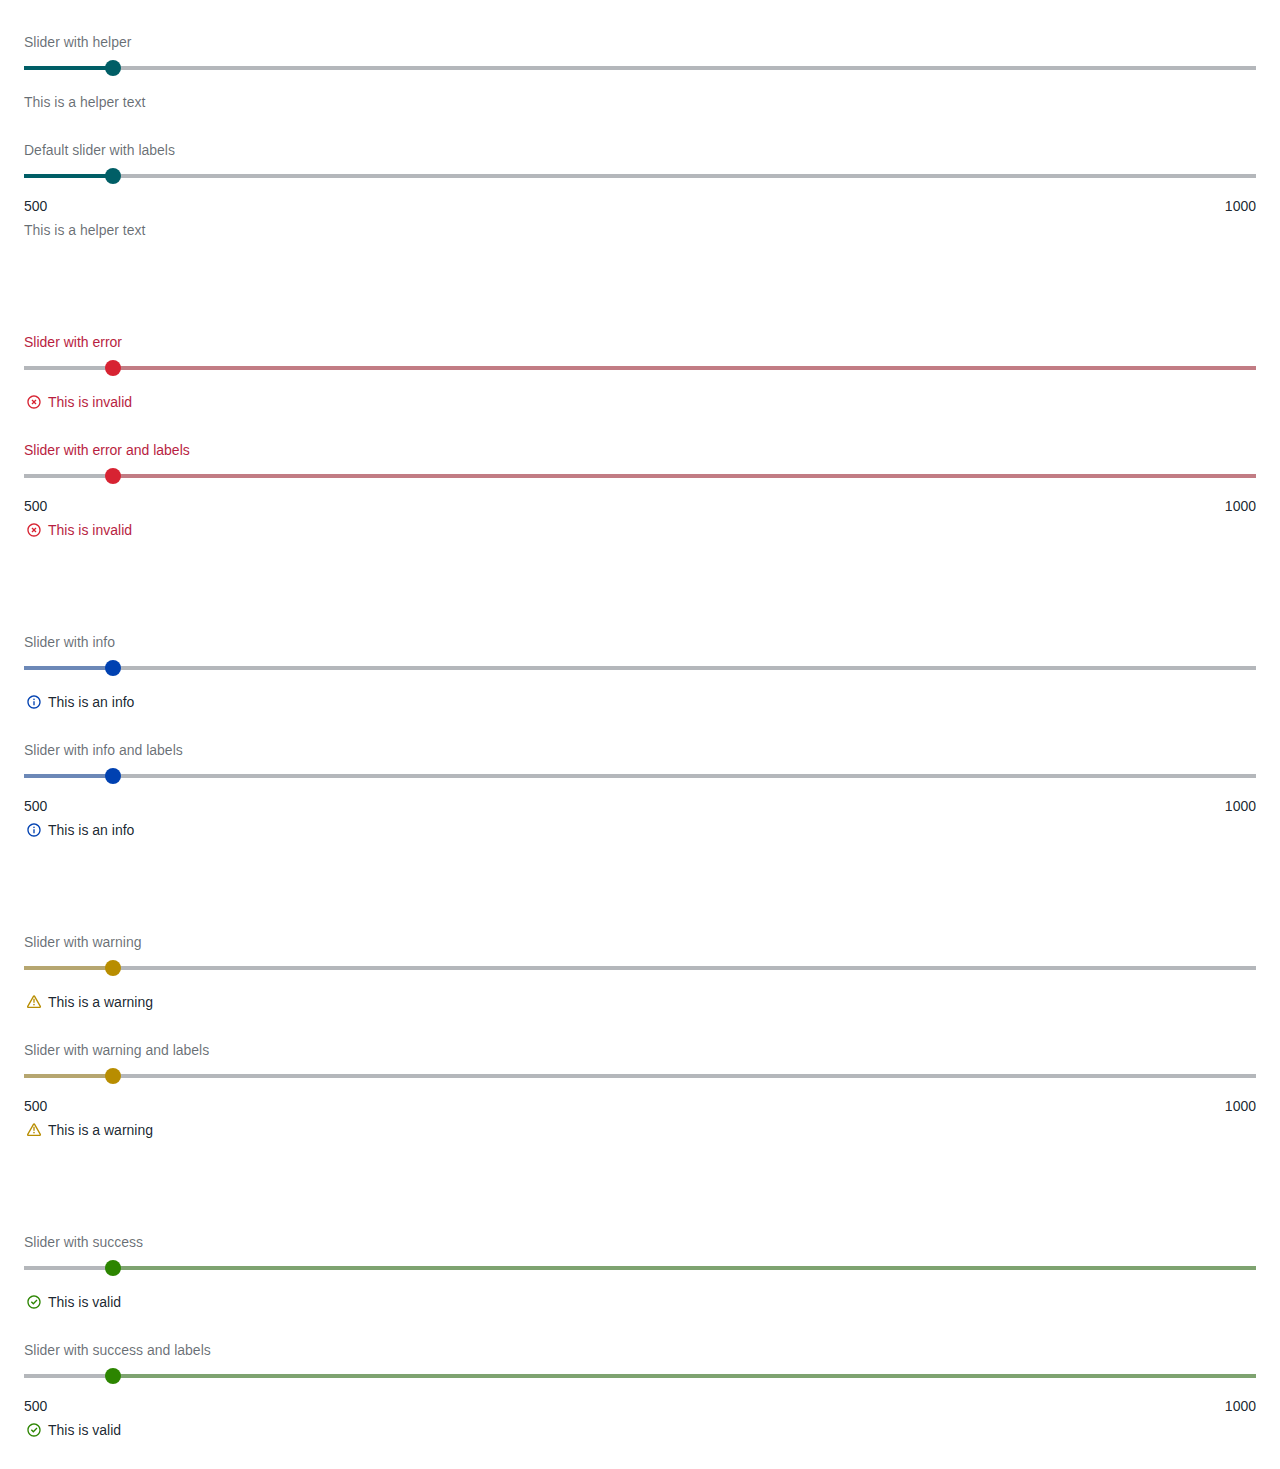 Slider with helper
This is a helper text
Default slider with labels
500 1000
This is a helper text
Slider with error
This is invalid
Slider with error and labels
500 1000
This is invalid
Slider with info
This is an info
Slider with info and labels
500 1000
This is an info
Slider with warning
This is a warning
Slider with warning and labels
500 1000
This is a warning
Slider with success
This is valid
Slider with success and labels
500 1000
This is valid